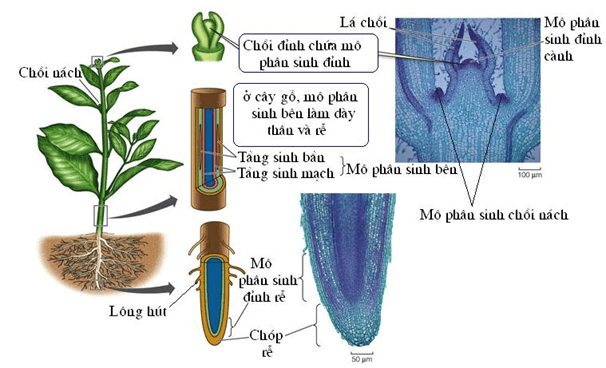 Chồi nách
Chồi đỉnh chứa mô
phân sinh đỉnh
Lá chồi
Mô phân
sinh đỉnh
cành
ở cây gỗ, mô phân
sinh bên làm dày
thân và rễ
Tầng sinh bần
Tầng sinh mạch
Mô phân sinh bên
100 µm
Mô phân sinh chồi nách
Lông hút
Mô
phân sinh
đỉnh rễ
Chóp
rễ
50 µm